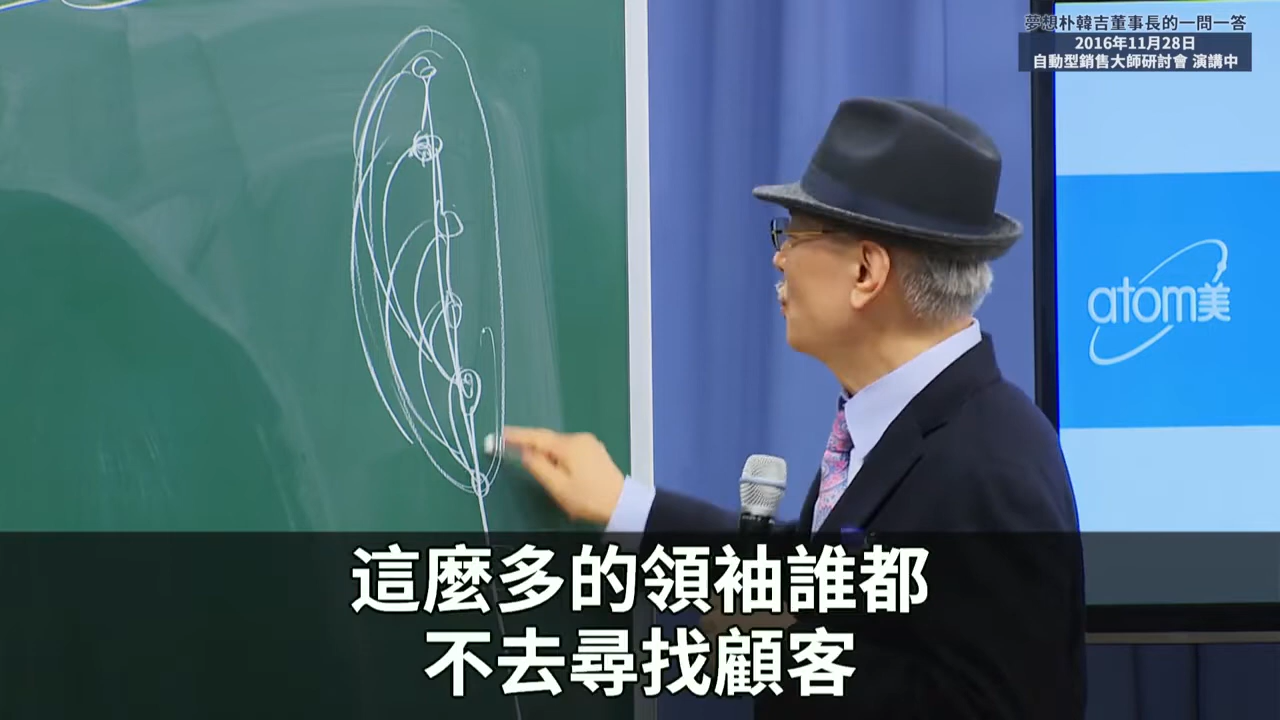 夢想朴韓吉董事長的一問一答
2016年11月28日
自動型銷售大師研討會 演講中
atom美
這麼多的領袖誰都
不去尋找顧客